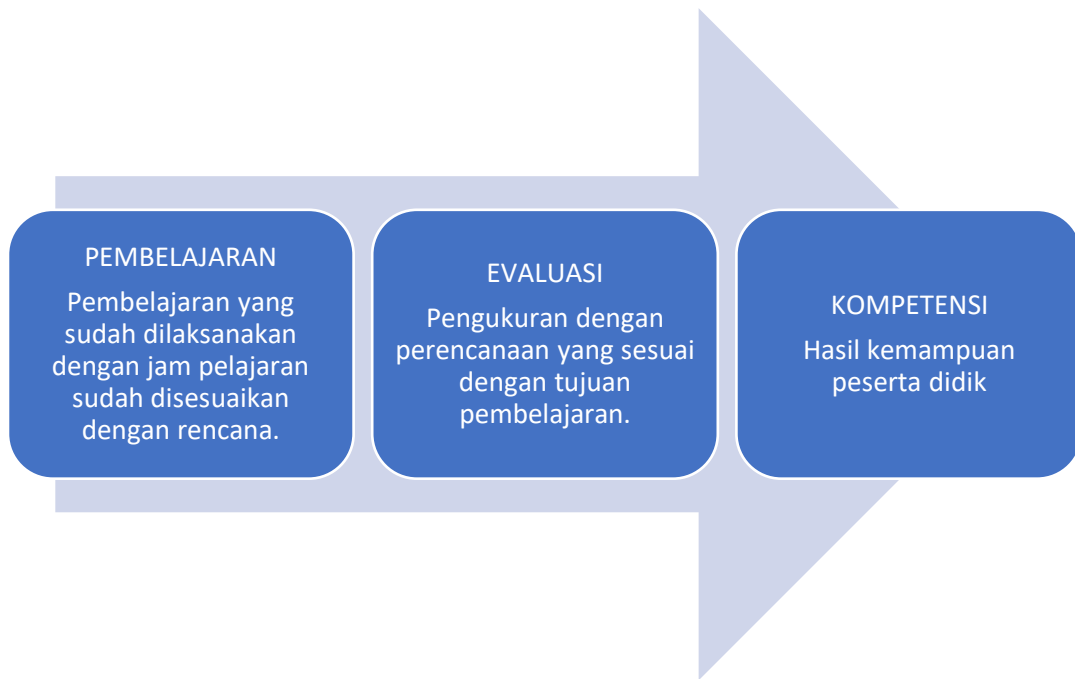 PEMBELAJARAN
Pembelajaran yang
sudah dilaksanakan
dengan jam pelajaran
sudah disesuaikan
dengan rencana.
EVALUASI
Pengukuran dengan
perencanaan yang sesuai
dengan tujuan
pembelajaran.
KOMPETENSI
Hasil kemampuan
peserta didik